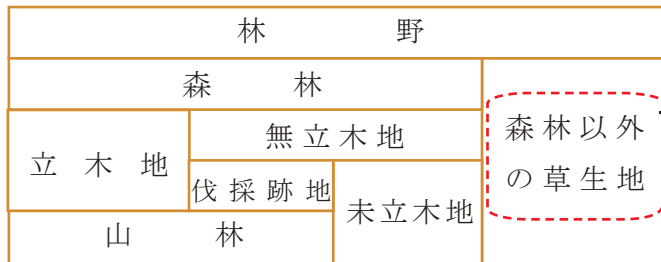 林野
森林
無立木地
立木地
伐採跡地
未立木地
山林
森林以外
の草生地